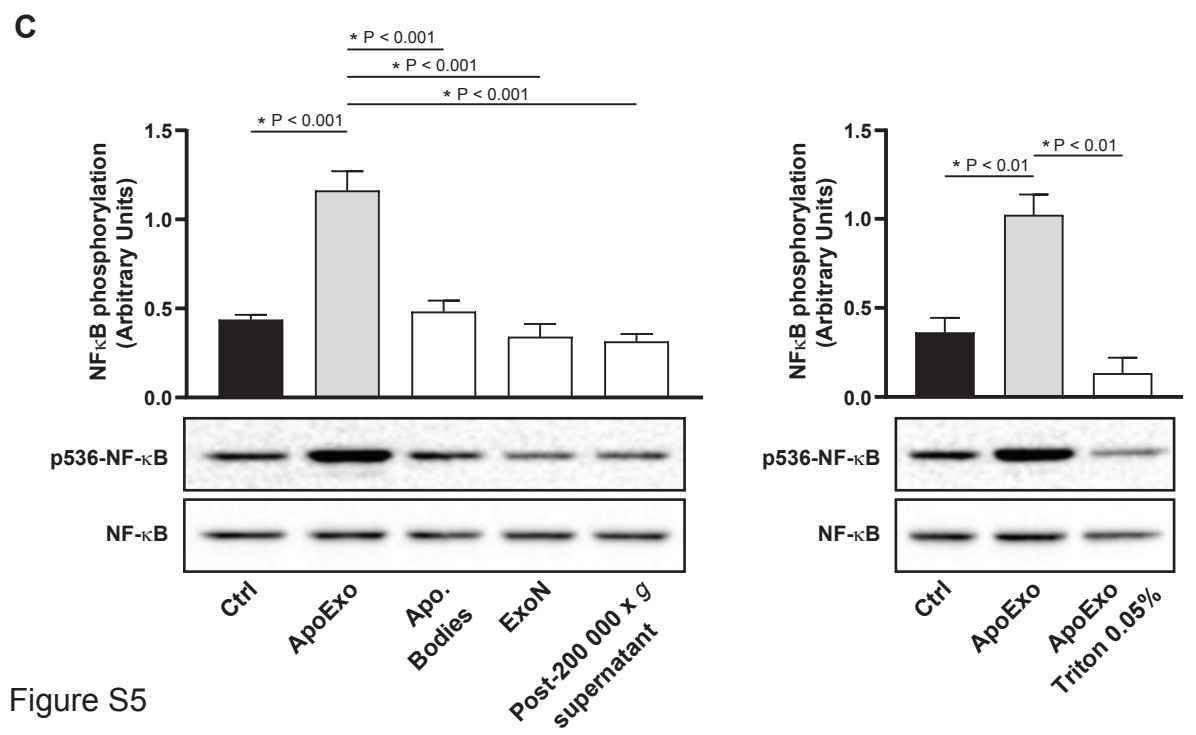 C
* P < 0.001
* P < 0.001
* P < 0.001
* P < 0.001
NFκB phosphorylation
(Arbitrary Units)
1.5
1.0
0.5
0.0
p536-NF-κB
NF-κB
Ctrl
ApoExo
Apo.
Bodies
ExoN
Post-200 000 x g
supernatant
* P < 0.01
* P < 0.01
NFκB phosphorylation
(Arbitrary Units)
1.5
1.0
0.5
0.0
p536-NF-κB
NF-κB
Ctrl
ApoExo
ApoExo
Triton 0.05%
Figure S5